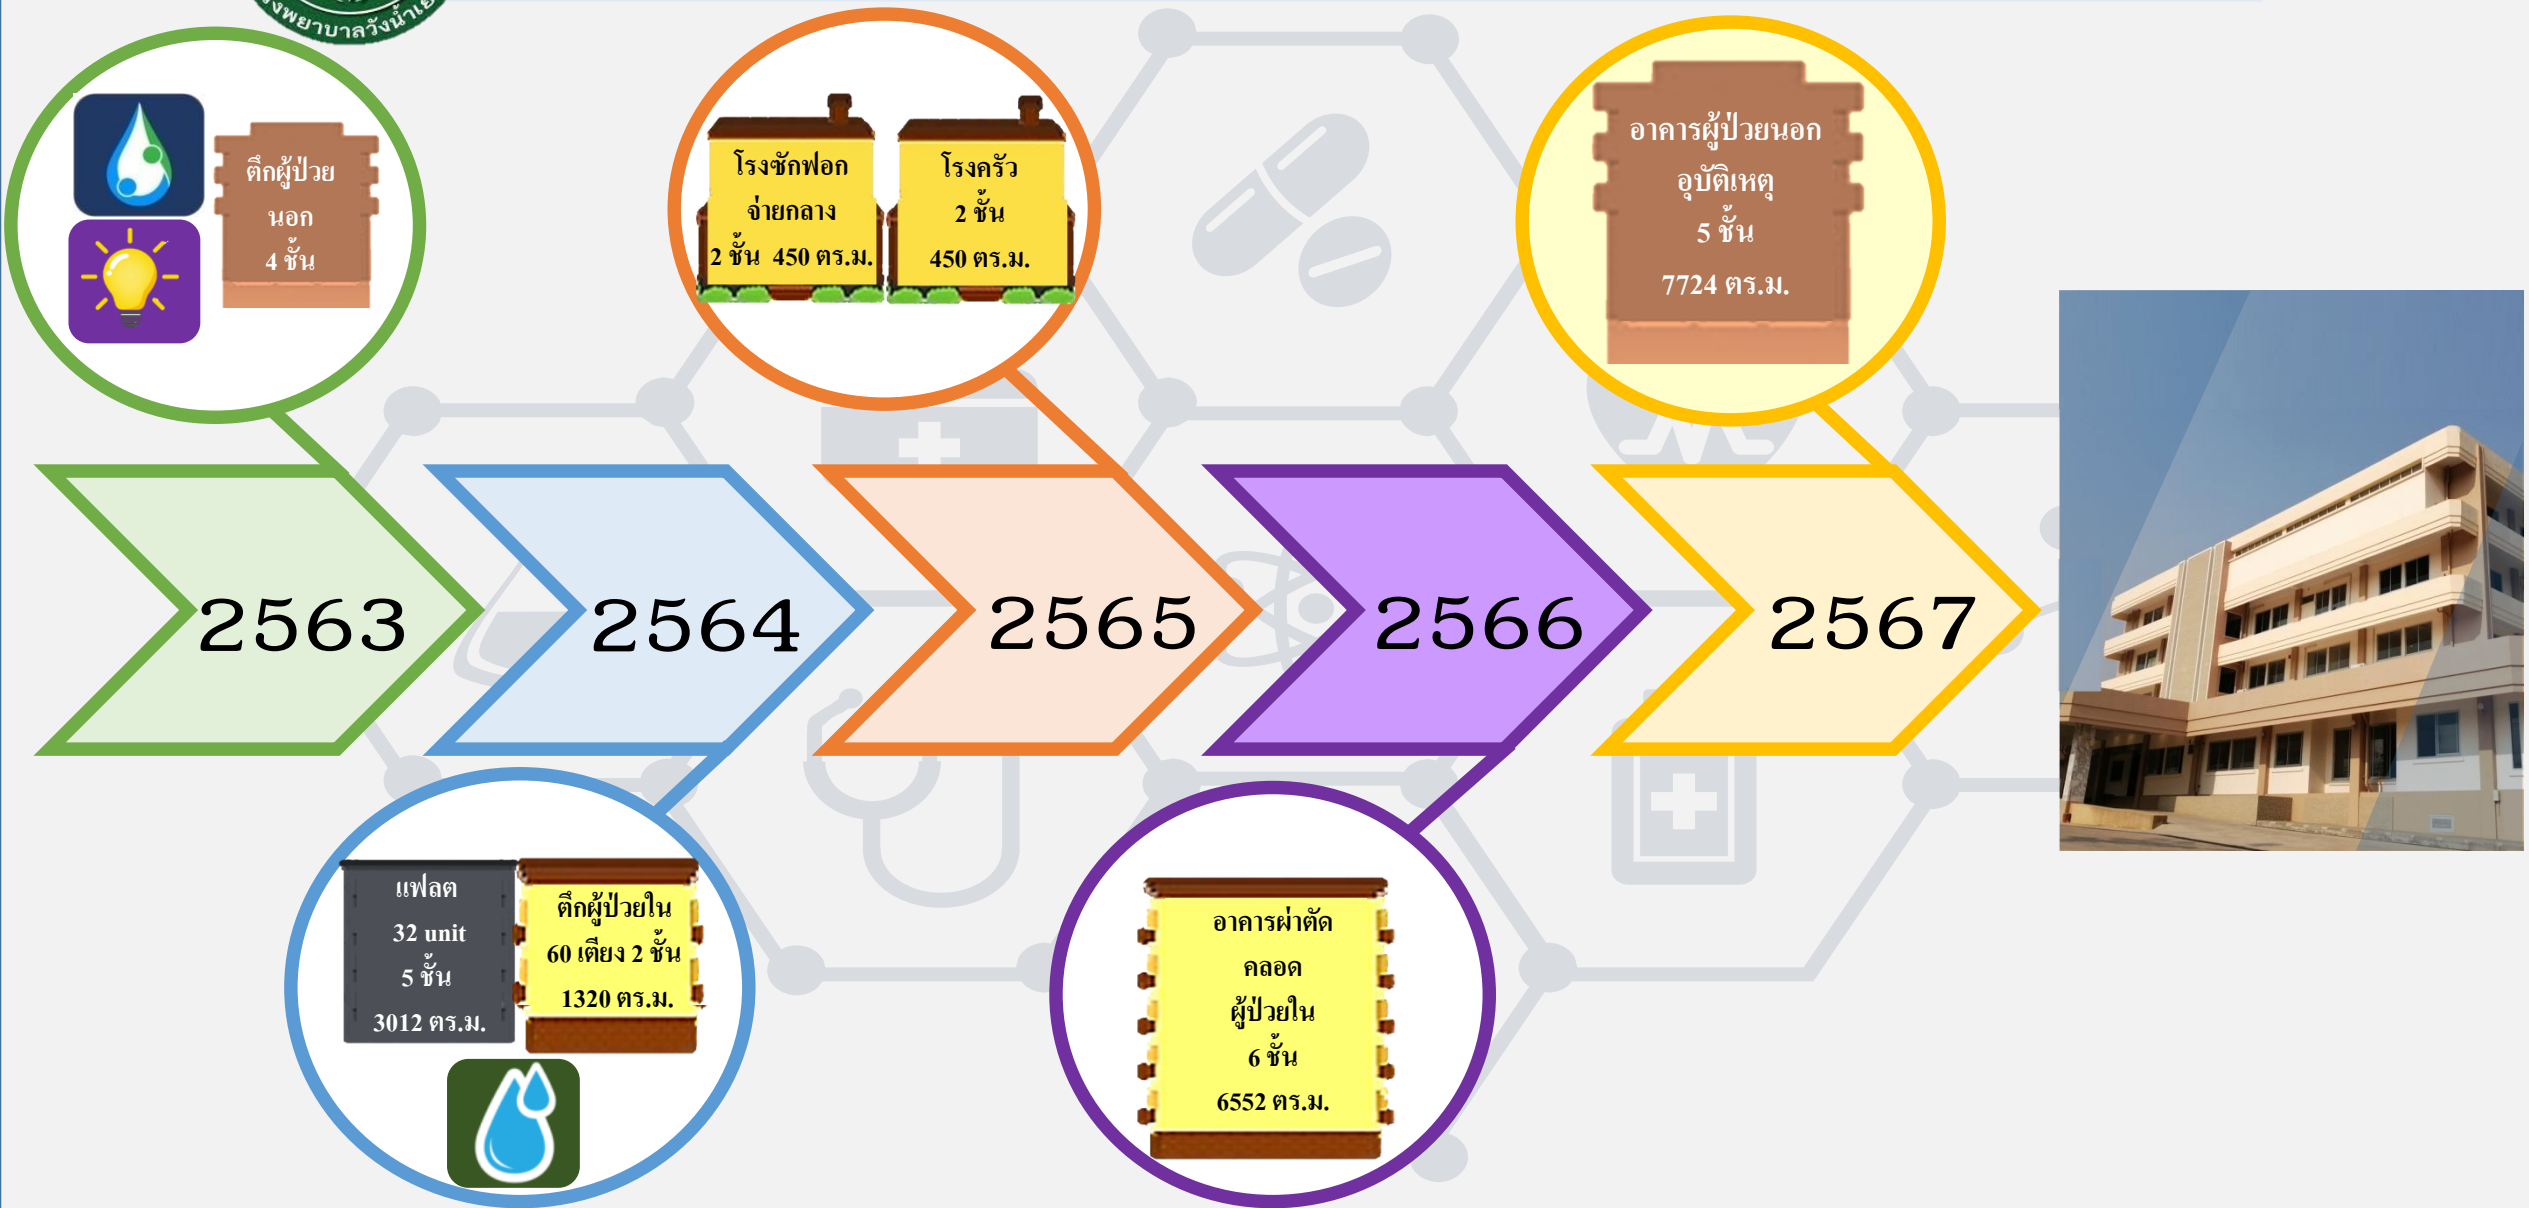 ตึกผู้ป่วย
นอก
4 ชั้น
โรงซักฟอก
จ่ายกลาง
2 ชั้น 450 ตร.ม.
โรงครัว
2 ชั้น
450 ตร.ม.
อาคารผู้ป่วยนอก
อุบัติเหตุ
5 ชั้น
7724 ตร.ม.
2563
2564
2565
2566
2567
แฟลต
32 unit
5 ชั้น
3012 ตร.ม.
ตึกผู้ป่วยใน
60 เตียง 2 ชั้น
1320 ตร.ม.
อาคารผ่าตัด
คลอด
ผู้ป่วยใน
6 ชั้น
6552 ตร.ม.